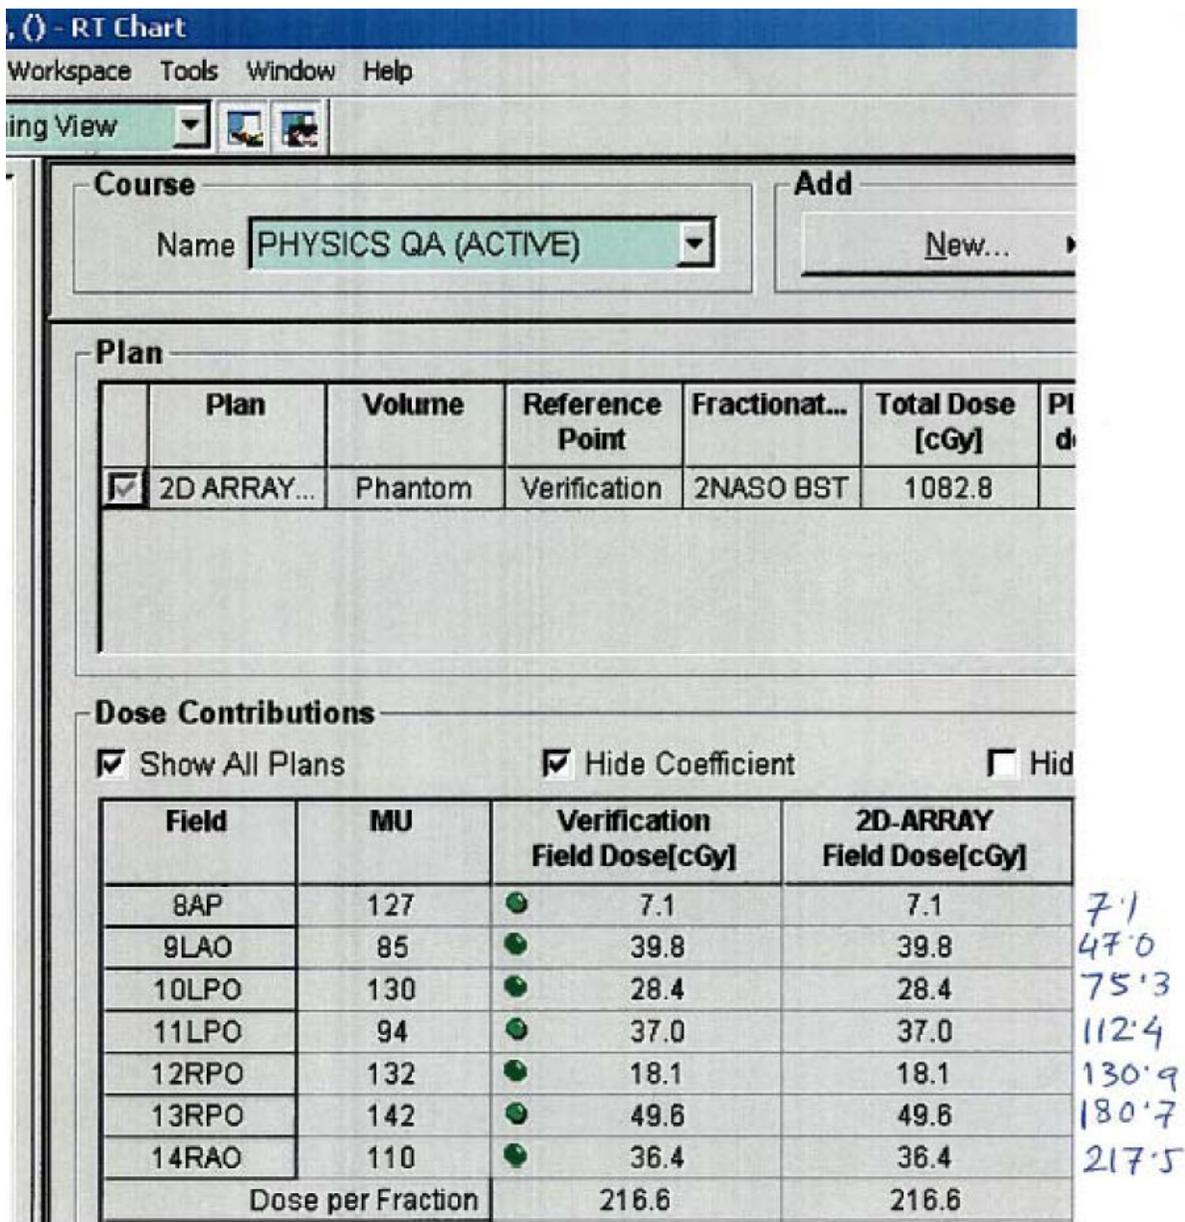 , () - RT Chart
Workspace Tools Window Help
ing View
Course
Add
Name PHYSICS QA (ACTIVE)
New...
Plan
Plan Volume Reference Point Fractionat... Total Dose [cGy] Pl d
2D ARRAY... Phantom Verification 2NASO BST 1082.8
Dose Contributions
Show All Plans Hide Coefficient Hid
Field MU Verification Field Dose[cGy] 2D-ARRAY Field Dose[cGy]
8AP 127 7.1 7.1 7.1
9LAO 85 39.8 39.8 47.0
10LPO 130 28.4 28.4 75.3
11LPO 94 37.0 37.0 112.4
12RPO 132 18.1 18.1 130.9
13RPO 142 49.6 49.6 180.7
14RAO 110 36.4 36.4 217.5
Dose per Fraction 216.6 216.6